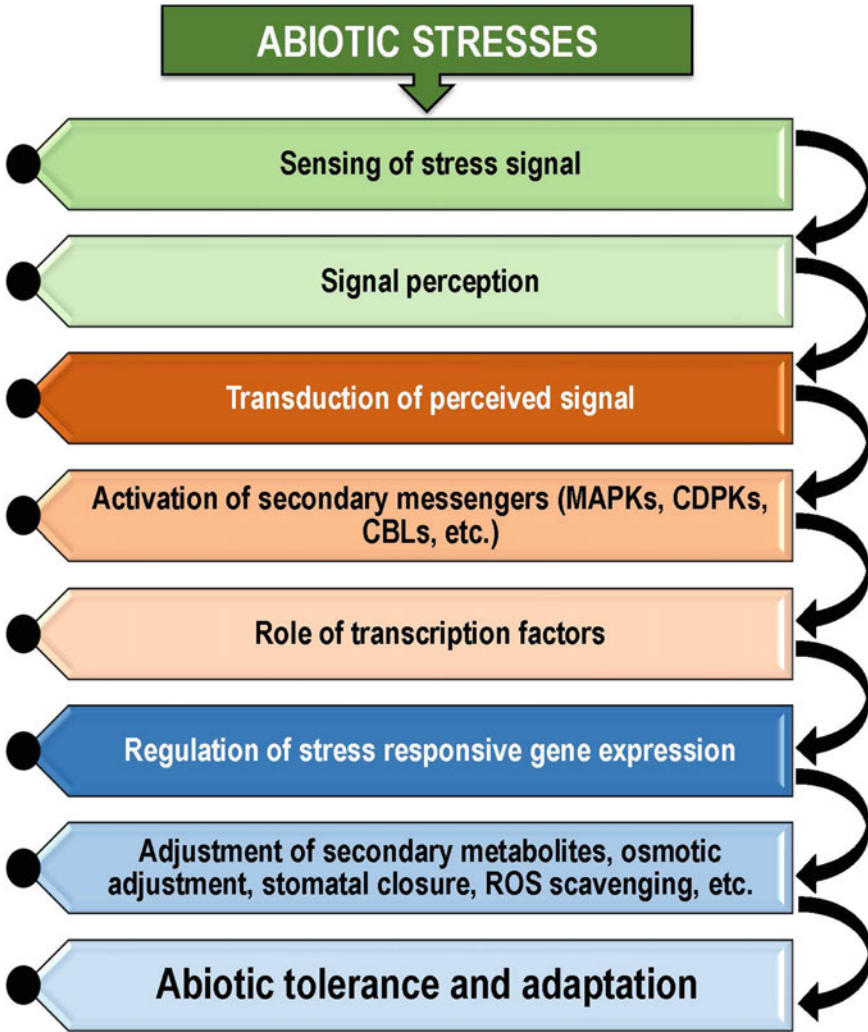 ABIOTIC STRESSES
Sensing of stress signal
Signal perception
Transduction of perceived signal
Activation of secondary messengers (MAPKs, CDPKs,
CBLs, etc.)
Role of transcription factors
Regulation of stress responsive gene expression
Adjustment of secondary metabolites, osmotic
adjustment, stomatal closure, ROS scavenging, etc.
Abiotic tolerance and adaptation